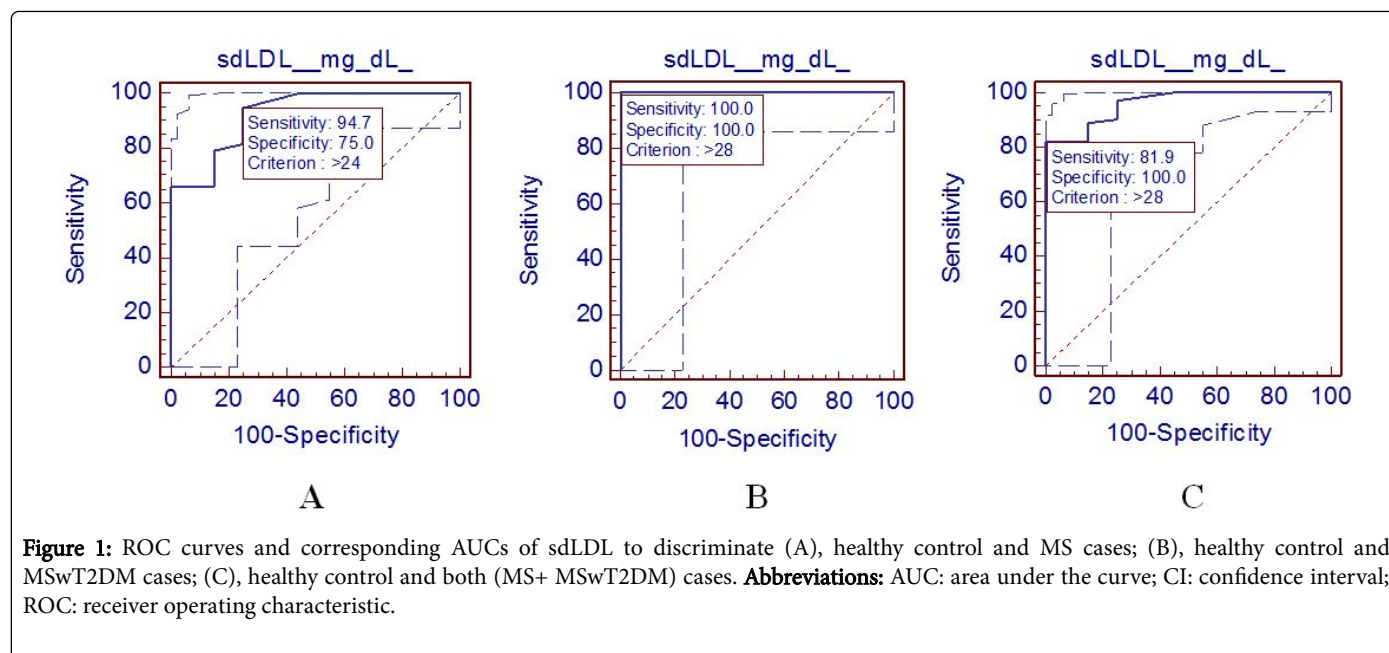 sdLDL__mg_dL_
100
80
60
40
20
0
Sensitivity
Sensitivity: 94.7
Specificity: 75.0
Criterion : >24
0 20 40 60 80 100
100-Specificity
A
sdLDL__mg_dL_
100
80
60
40
20
0
Sensitivity
Sensitivity: 100.0
Specificity: 100.0
Criterion : >28
0 20 40 60 80 100
100-Specificity
B
sdLDL__mg_dL_
100
80
60
40
20
0
Sensitivity
Sensitivity: 81.9
Specificity: 100.0
Criterion : >28
0 20 40 60 80 100
100-Specificity
C
Figure 1: ROC curves and corresponding AUCs of sdLDL to discriminate (A), healthy control and MS cases; (B), healthy control and
MSwT2DM cases; (C), healthy control and both (MS+ MSwT2DM) cases. Abbreviations: AUC: area under the curve; CI: confidence interval;
ROC: receiver operating characteristic.